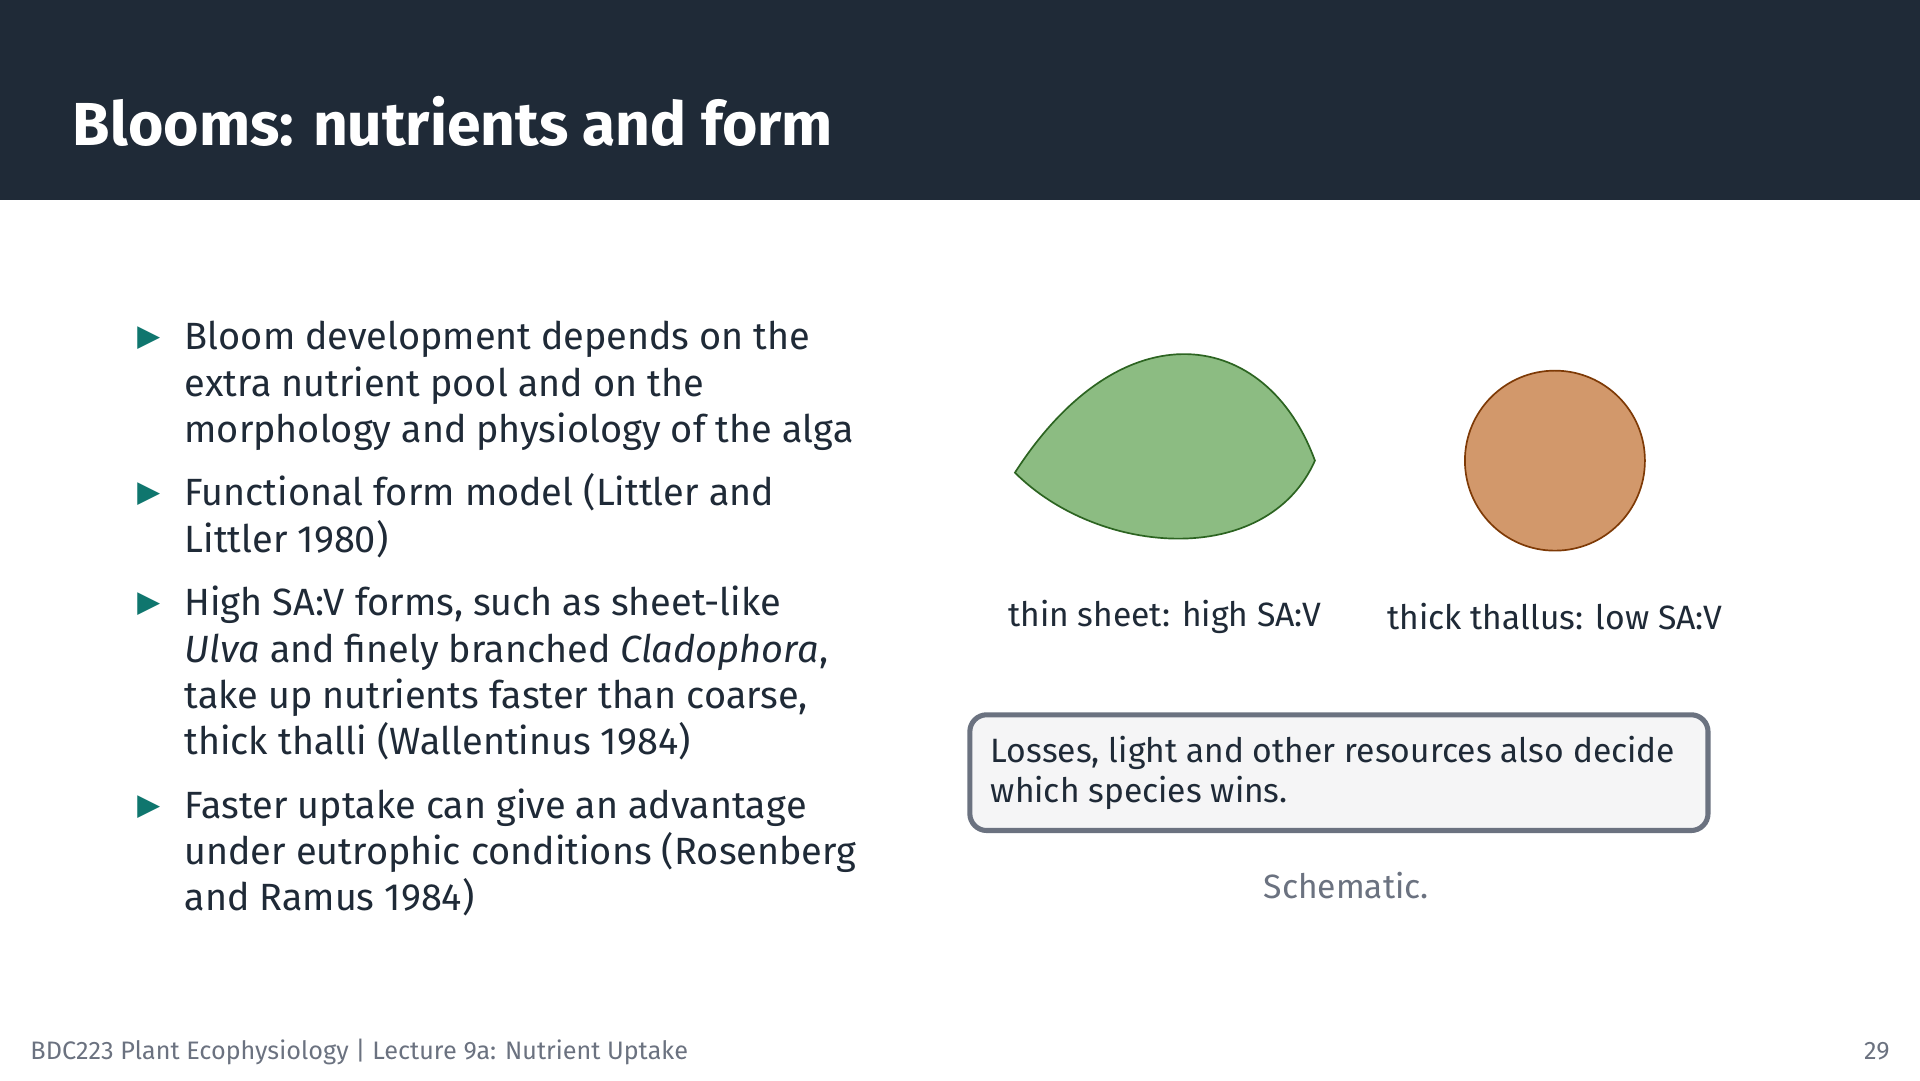 Blooms: nutrients and form
▶ Bloom development depends on the
extra nutrient pool and on the
morphology and physiology of the alga
▶ Functional form model (Littler and
Littler 1980)
▶ High SA:V forms, such as sheet-like
Ulva and finely branched Cladophora,
take up nutrients faster than coarse,
thick thalli (Wallentinus 1984)
▶ Faster uptake can give an advantage
under eutrophic conditions (Rosenberg
and Ramus 1984)
thin sheet: high SA:V
thick thallus: low SA:V
Losses, light and other resources also decide
which species wins.
Schematic.
BDC223 Plant Ecophysiology | Lecture 9a: Nutrient Uptake
29